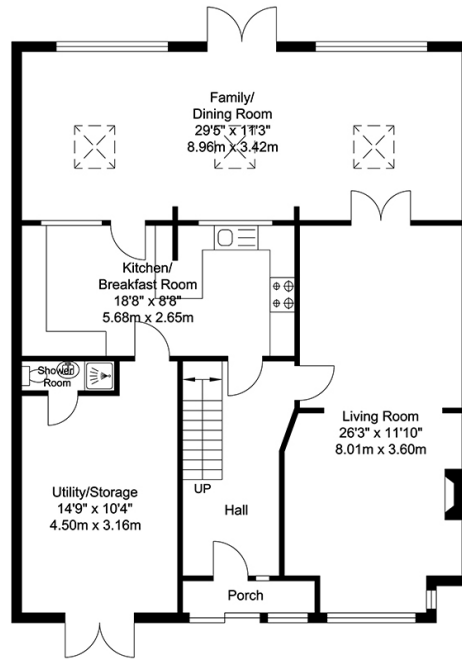 Family/
Dining Room
29'5" x 11'3"
8.96m x 3.42m
Kitchen/
Breakfast Room
18'8" x 8'8"
5.68m x 2.65m
Shower
Room
Living Room
26'3" x 11'10"
8.01m x 3.60m
Utility/Storage
14'9" x 10'4"
4.50m x 3.16m
UP
Hall
Porch